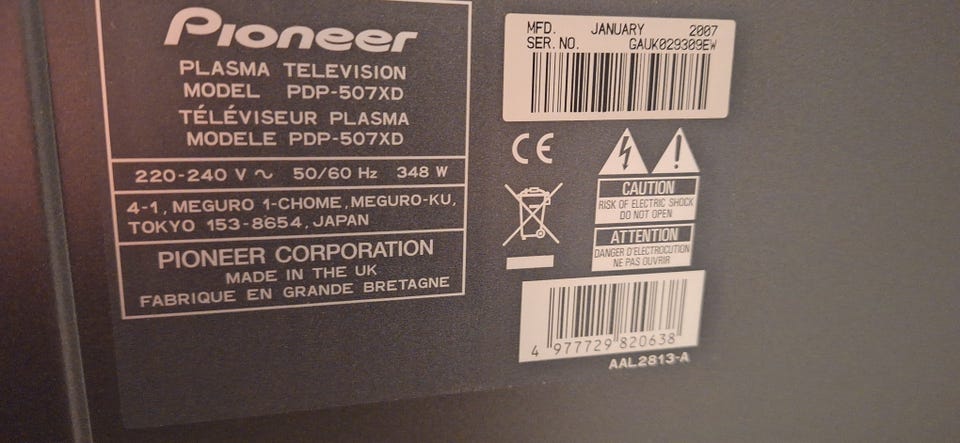 Pioneer
PLASMA TELEVISION
MODEL PDP-507XD
TÉLÉVISEUR PLASMA
MODELE PDP-507XD
220-240 V ~ 50/60 Hz 348 W
4-1, MEGURO 1-CHOME, MEGURO-KU,
TOKYO 153-8654, JAPAN
PIONEER CORPORATION
MADE IN THE UK
FABRIQUE EN GRANDE BRETAGNE
MFD. JANUARY 2007
SER. NO. GAUK029309EW
CE
CAUTION
RISK OF ELECTRIC SHOCK
DO NOT OPEN
ATTENTION
DANGER D'ELECTROCUTION
NE PAS OUVRIR
4 977729 820638
AAL2813-A